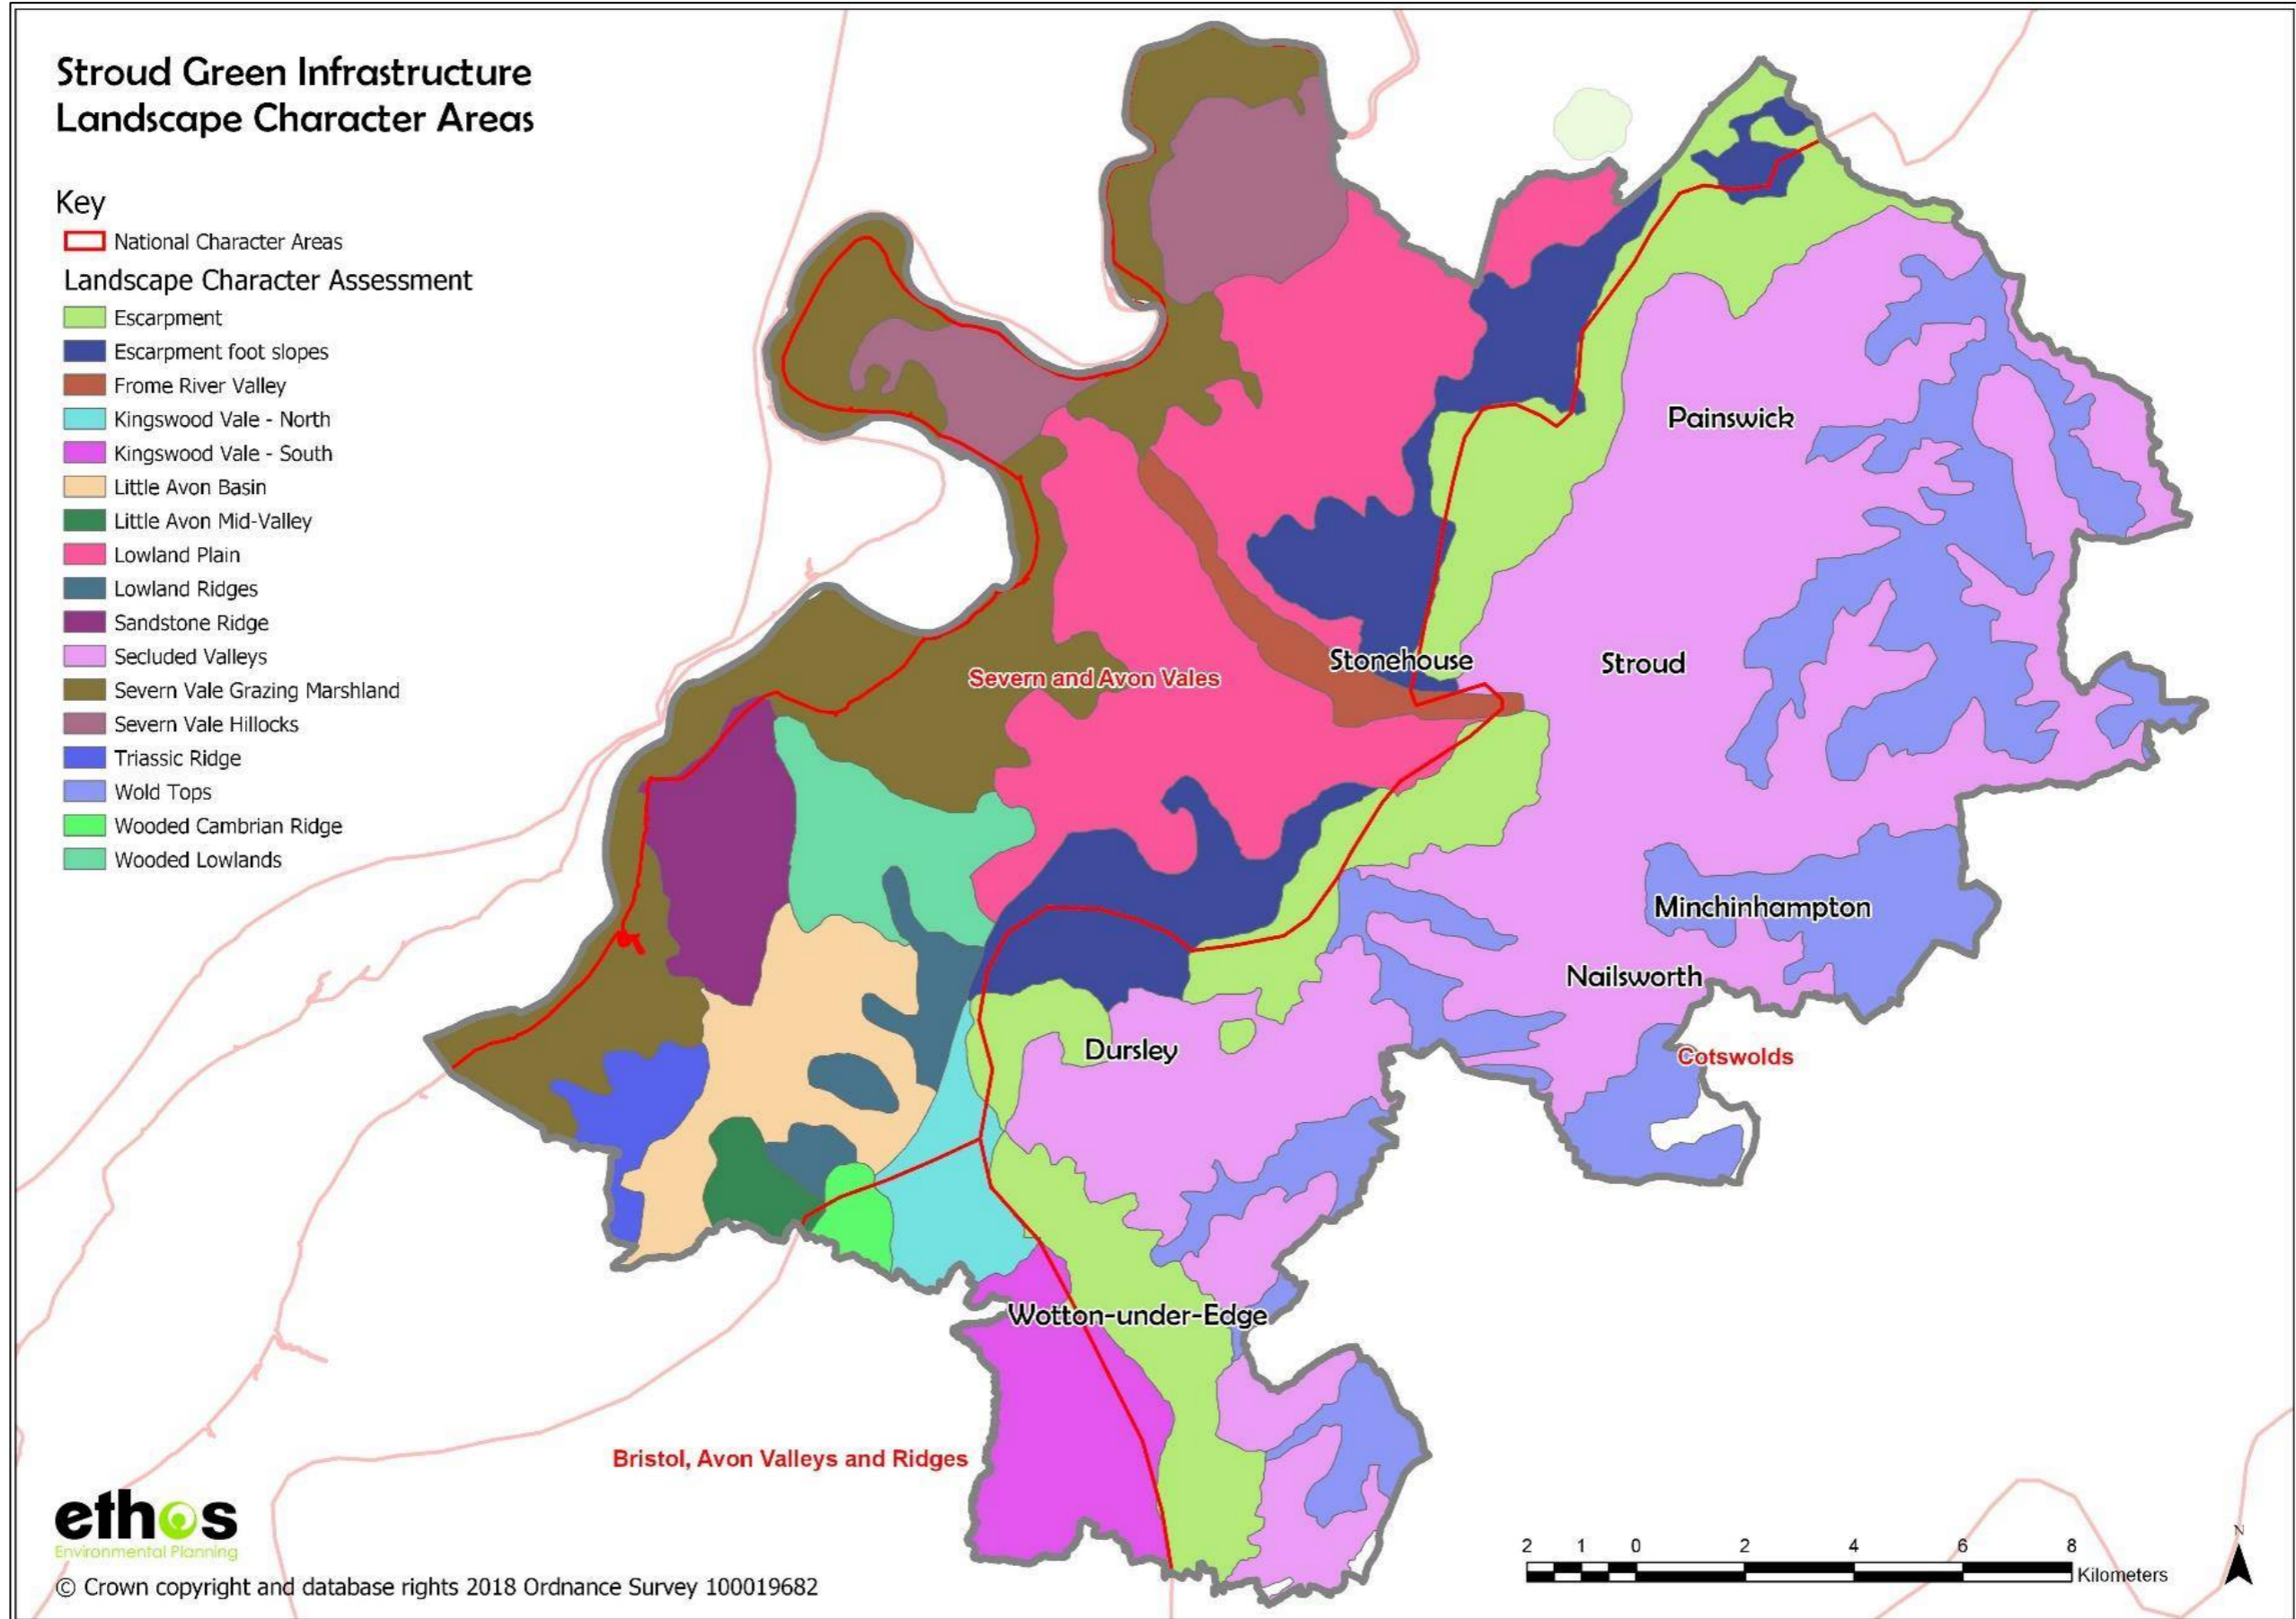 Stroud Green Infrastructure
Landscape Character Areas
Key
National Character Areas
Landscape Character Assessment
Escarpment
Escarpment foot slopes
Frome River Valley
Kingswood Vale - North
Kingswood Vale - South
Little Avon Basin
Little Avon Mid-Valley
Lowland Plain
Lowland Ridges
Sandstone Ridge
Secluded Valleys
Severn Vale Grazing Marshland
Severn Vale Hillocks
Triassic Ridge
Wold Tops
Wooded Cambrian Ridge
Wooded Lowlands
Painswick
Stonehouse
Stroud
Severn and Avon Vales
Minchinhampton
Nailsworth
Dursley
Cotswolds
Wotton-under-Edge
Bristol, Avon Valleys and Ridges
ethos
Environmental Planning
© Crown copyright and database rights 2018 Ordnance Survey 100019682
2 1 0 2 4 6 8
Kilometers
N